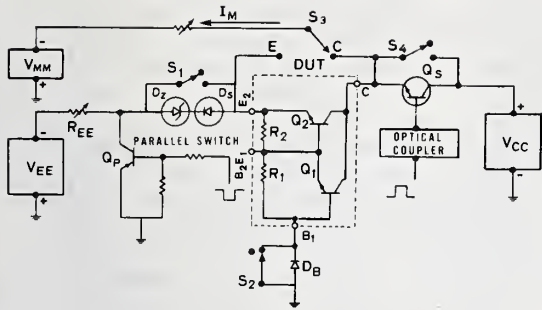 I_M
S_3
-
V_MM
+
S_1
E
C
S_4
DUT
Q_S
D_Z
D_S
E_2
C
-
R_EE
R_2
Q_2
+
PARALLEL SWITCH
V_EE
Q_P
B_2E_1
OPTICAL
COUPLER
V_CC
R_1
Q_1
+
-
B_1
S_2
D_B